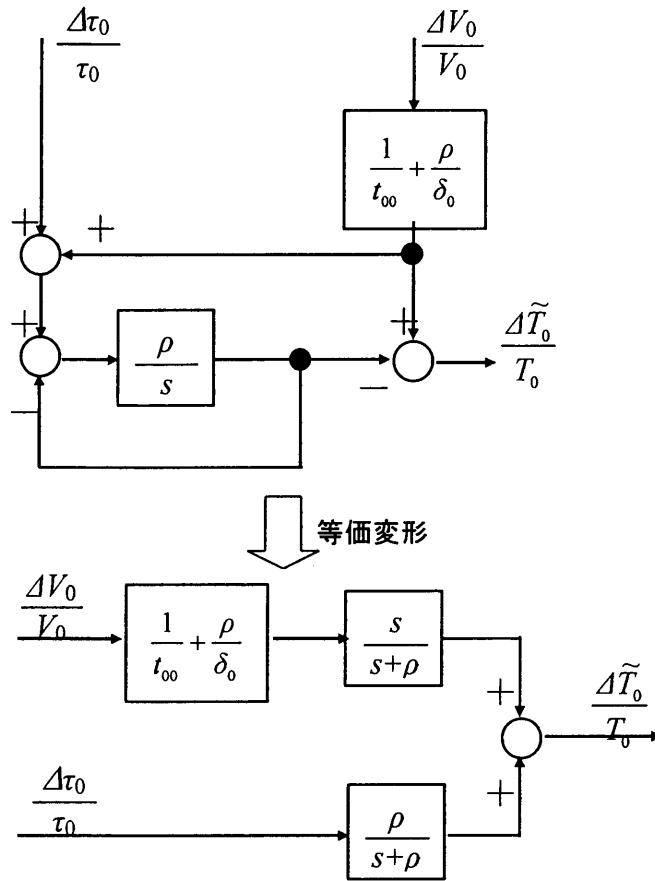 Δτ₀/τ₀
ΔV₀/V₀
1/t₀₀ + ρ/δ₀
+
+
+
+
ρ/s
ΔT̃₀/T₀
−
−
等価変形
ΔV₀/V₀
1/t₀₀ + ρ/δ₀
s/(s+ρ)
+
ΔT̃₀/T₀
Δτ₀/τ₀
+
ρ/(s+ρ)